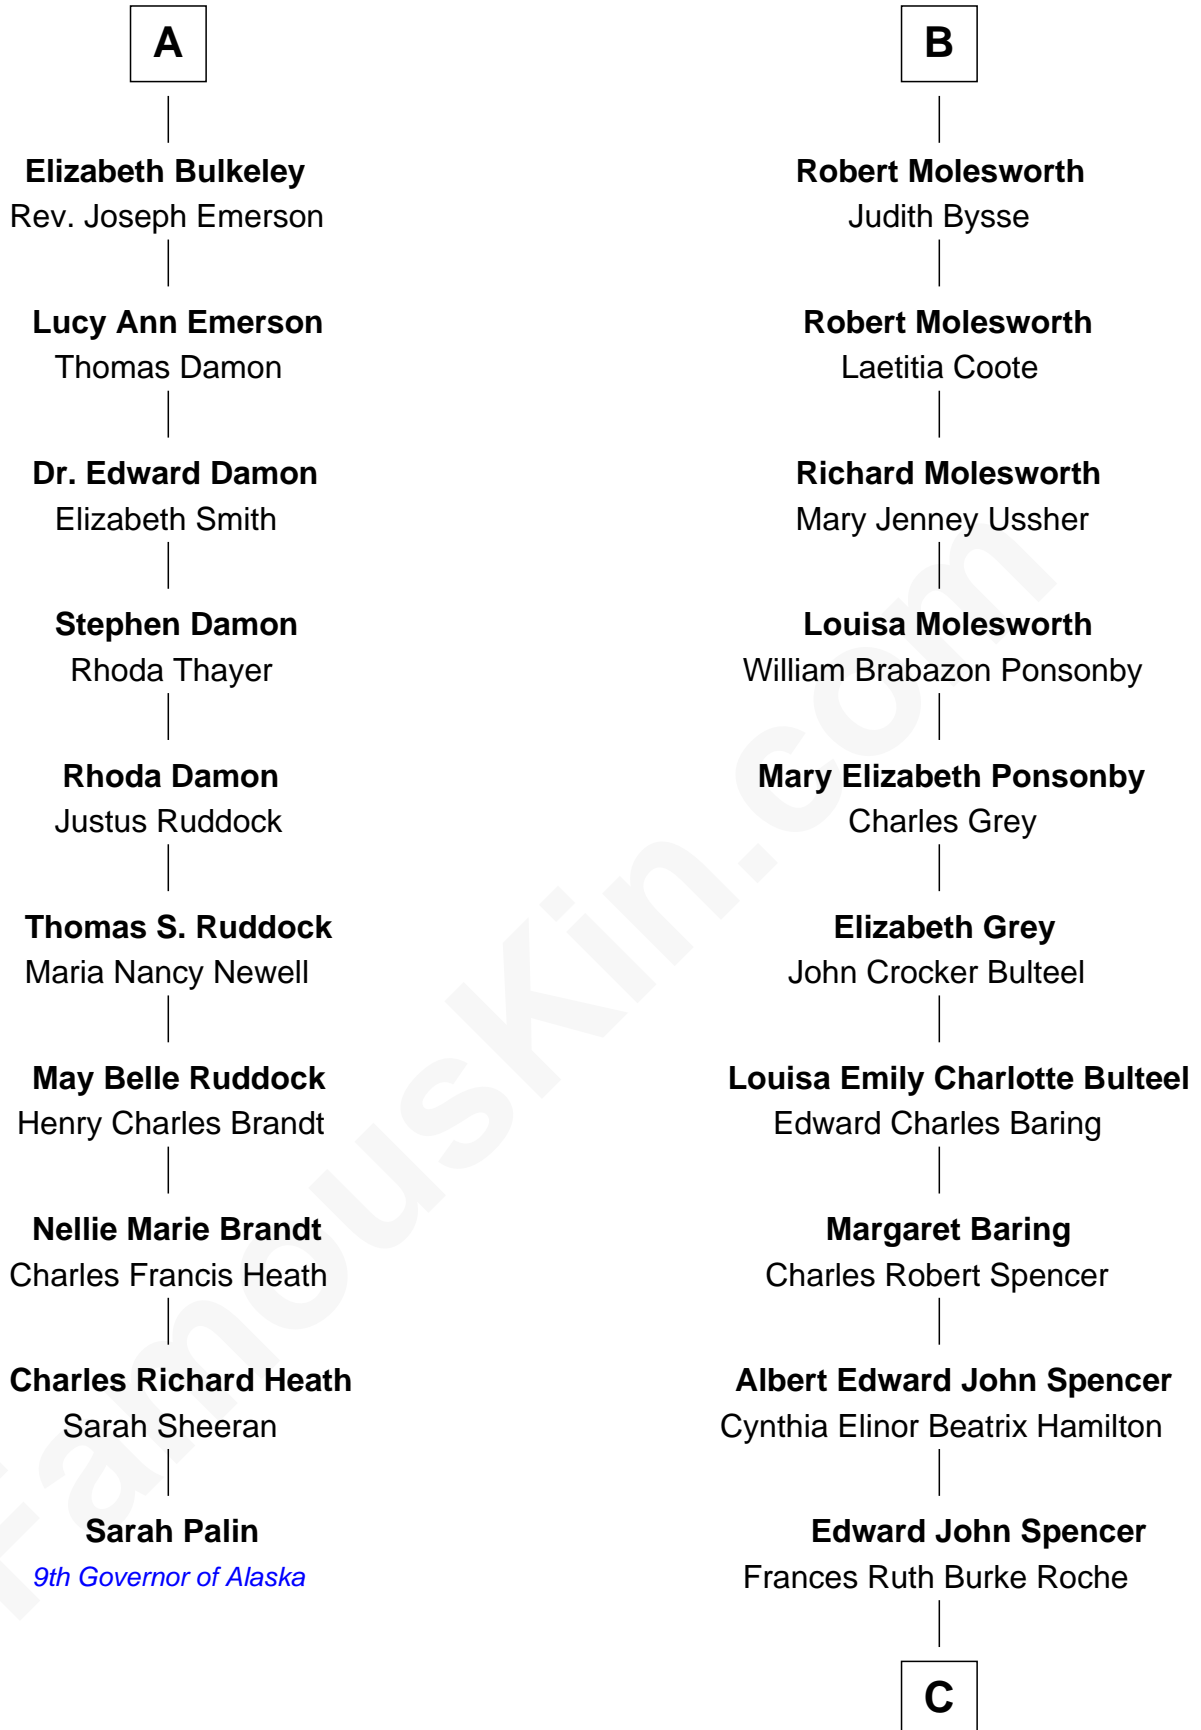 A
Elizabeth Bulkeley
Rev. Joseph Emerson
Lucy Ann Emerson
Thomas Damon
Dr. Edward Damon
Elizabeth Smith
Stephen Damon
Rhoda Thayer
Rhoda Damon
Justus Ruddock
Thomas S. Ruddock
Maria Nancy Newell
May Belle Ruddock
Henry Charles Brandt
Nellie Marie Brandt
Charles Francis Heath
Charles Richard Heath
Sarah Sheeran
Sarah Palin
9th Governor of Alaska
B
Robert Molesworth
Judith Bysse
Robert Molesworth
Laetitia Coote
Richard Molesworth
Mary Jenney Ussher
Louisa Molesworth
William Brabazon Ponsonby
Mary Elizabeth Ponsonby
Charles Grey
Elizabeth Grey
John Crocker Bulteel
Louisa Emily Charlotte Bulteel
Edward Charles Baring
Margaret Baring
Charles Robert Spencer
Albert Edward John Spencer
Cynthia Elinor Beatrix Hamilton
Edward John Spencer
Frances Ruth Burke Roche
C
FamousKin.com